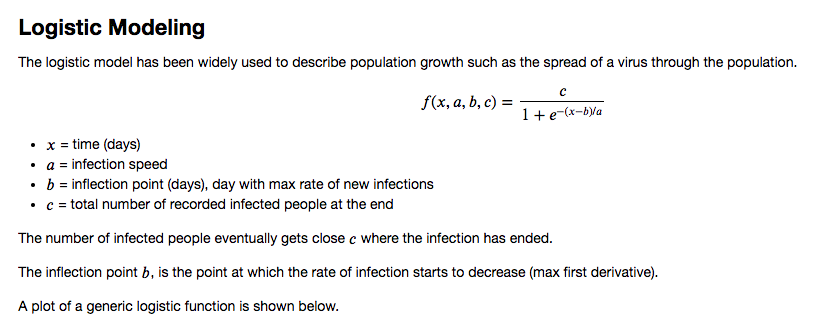 Logistic Modeling
The logistic model has been widely used to describe population growth such as the spread of a virus through the population.
f(x, a, b, c) = c / (1 + e^{-(x-b)/a})
• x = time (days)
• a = infection speed
• b = inflection point (days), day with max rate of new infections
• c = total number of recorded infected people at the end
The number of infected people eventually gets close c where the infection has ended.
The inflection point b, is the point at which the rate of infection starts to decrease (max first derivative).
A plot of a generic logistic function is shown below.